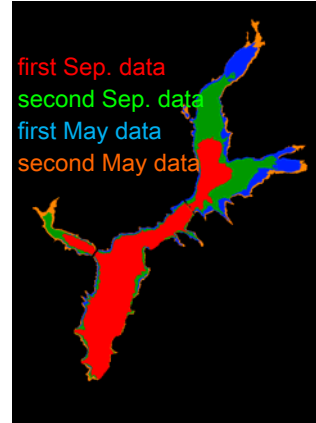 first Sep. data
second Sep. data
first May data
second May data